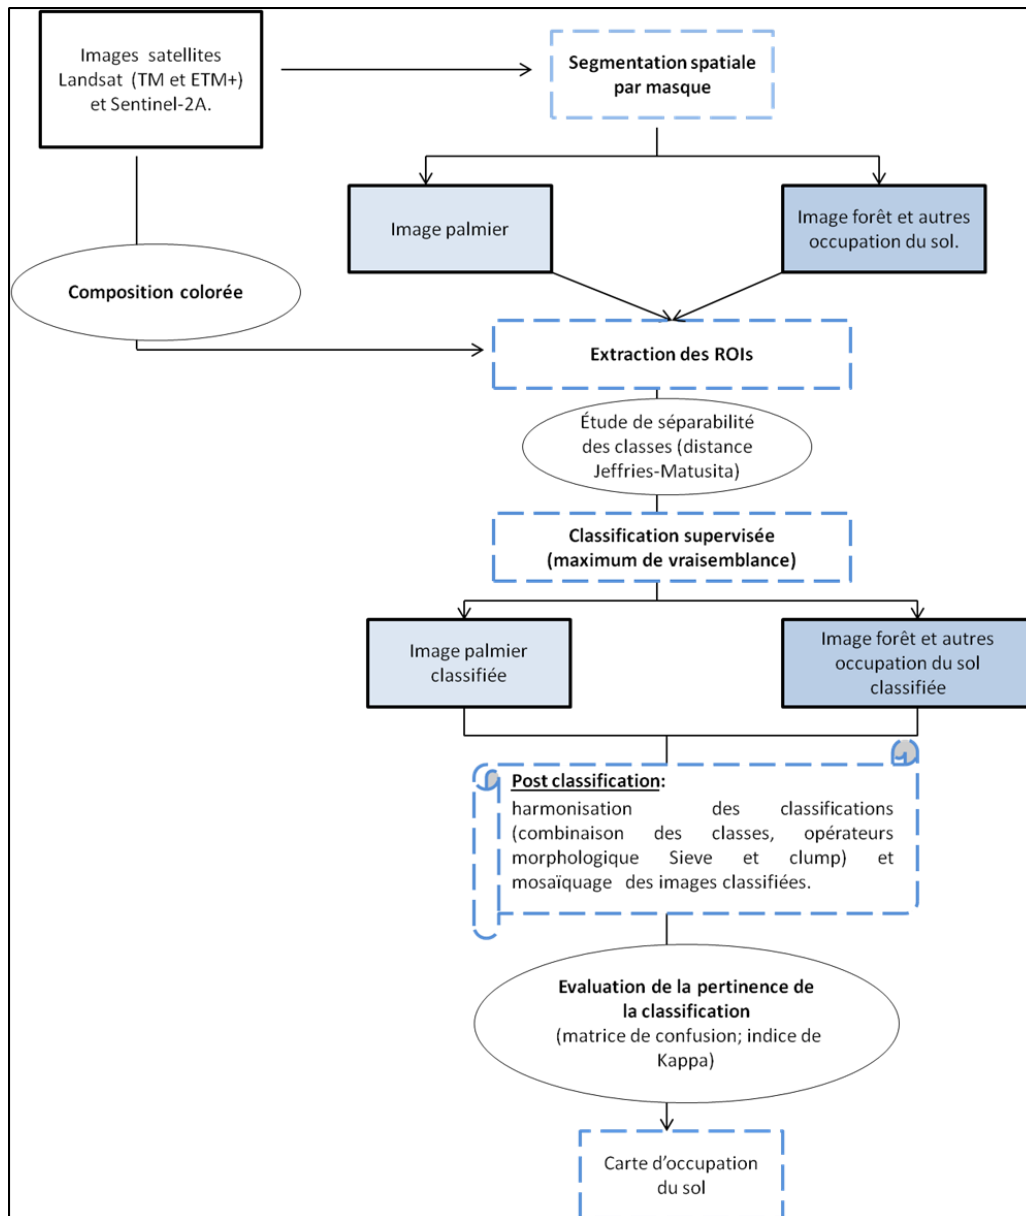 Images satellites
Landsat (TM et ETM+)
et Sentinel-2A.
Segmentation spatiale
par masque
Image palmier
Image forêt et autres
occupation du sol.
Composition colorée
Extraction des ROIs
Étude de séparabilité
des classes (distance
Jeffries-Matusita)
Classification supervisée
(maximum de vraisemblance)
Image palmier
classifiée
Image forêt et autres
occupation du sol
classifiée
Post classification:
harmonisation des classifications
(combinaison des classes, opérateurs
morphologique Sieve et clump) et
mosaïquage des images classifiées.
Evaluation de la pertinence de
la classification
(matrice de confusion; indice de
Kappa)
Carte d'occupation
du sol